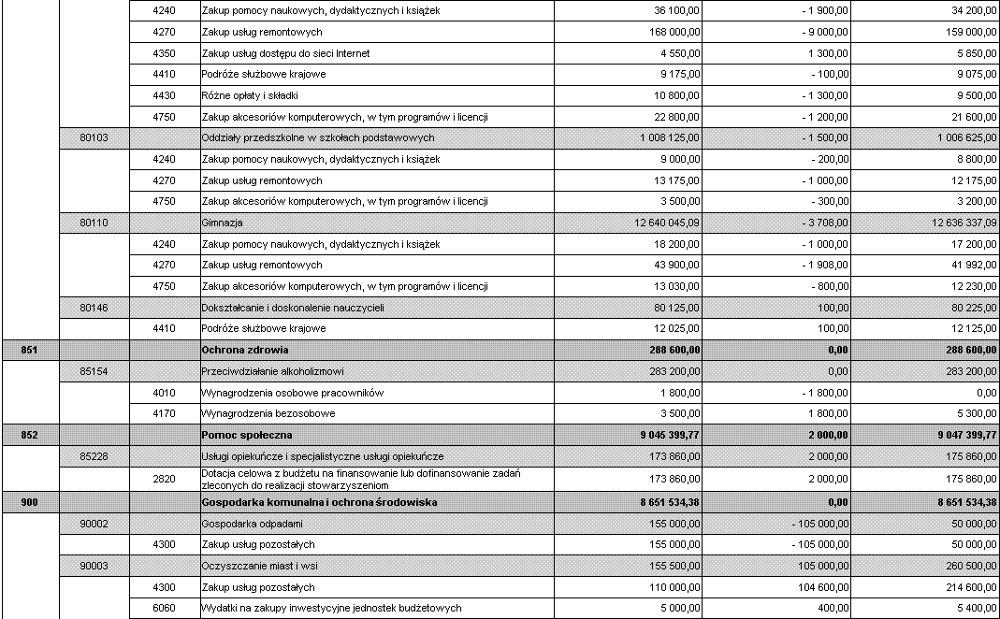 4240 Zakup pomocy naukowych, dydaktycznych i książek 36 100,00 - 1 900,00 34 200,00
4270 Zakup usług remontowych 168 000,00 - 9 000,00 159 000,00
4350 Zakup usług dostępu do sieci Internet 4 550,00 1 300,00 5 850,00
4410 Podróże służbowe krajowe 9 175,00 - 100,00 9 075,00
4430 Różne opłaty i składki 10 800,00 - 1 300,00 9 500,00
4750 Zakup akcesoriów komputerowych, w tym programów i licencji 22 800,00 - 1 200,00 21 600,00
80103 Oddziały przedszkolne w szkołach podstawowych 1 008 125,00 - 1 500,00 1 006 625,00
4240 Zakup pomocy naukowych, dydaktycznych i książek 9 000,00 - 200,00 8 800,00
4270 Zakup usług remontowych 13 175,00 - 1 000,00 12 175,00
4750 Zakup akcesoriów komputerowych, w tym programów i licencji 3 500,00 - 300,00 3 200,00
80110 Gimnazja 12 640 045,09 - 3 708,00 12 636 337,09
4240 Zakup pomocy naukowych, dydaktycznych i książek 18 200,00 - 1 000,00 17 200,00
4270 Zakup usług remontowych 43 900,00 - 1 908,00 41 992,00
4750 Zakup akcesoriów komputerowych, w tym programów i licencji 13 030,00 - 800,00 12 230,00
80146 Dokształcanie i doskonalenie nauczycieli 80 125,00 100,00 80 225,00
4410 Podróże służbowe krajowe 12 025,00 100,00 12 125,00
851 Ochrona zdrowia 288 600,00 0,00 288 600,00
85154 Przeciwdziałanie alkoholizmowi 283 200,00 0,00 283 200,00
4010 Wynagrodzenia osobowe pracowników 1 800,00 - 1 800,00 0,00
4170 Wynagrodzenia bezosobowe 3 500,00 1 800,00 5 300,00
852 Pomoc społeczna 9 045 399,77 2 000,00 9 047 399,77
85228 Usługi opiekuńcze i specjalistyczne usługi opiekuńcze 173 860,00 2 000,00 175 860,00
2820 Dotacja celowa z budżetu na finansowanie lub dofinansowanie zadań
zleconych do realizacji stowarzyszeniom 173 860,00 2 000,00 175 860,00
900 Gospodarka komunalna i ochrona środowiska 8 651 534,38 0,00 8 651 534,38
90002 Gospodarka odpadami 155 000,00 - 105 000,00 50 000,00
4300 Zakup usług pozostałych 155 000,00 - 105 000,00 50 000,00
90003 Oczyszczanie miast i wsi 155 500,00 105 000,00 260 500,00
4300 Zakup usług pozostałych 110 000,00 104 600,00 214 600,00
6060 Wydatki na zakupy inwestycyjne jednostek budżetowych 5 000,00 400,00 5 400,00